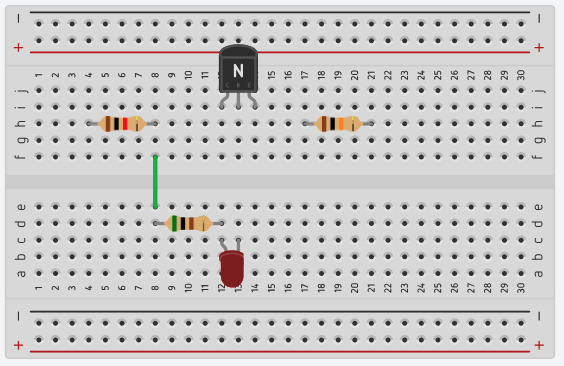 − −
+ +
1 2 3 4 5 6 7 8 9 10 11 15 16 17 18 19 20 21 22 23 24 25 26 27 28 29 30
N
C B E
j j
i i
h h
g g
f f
e e
d d
c c
b b
a a
1 2 3 4 5 6 7 8 9 10 11 12 13 14 15 16 17 18 19 20 21 22 23 24 25 26 27 28 29 30
− −
+ +